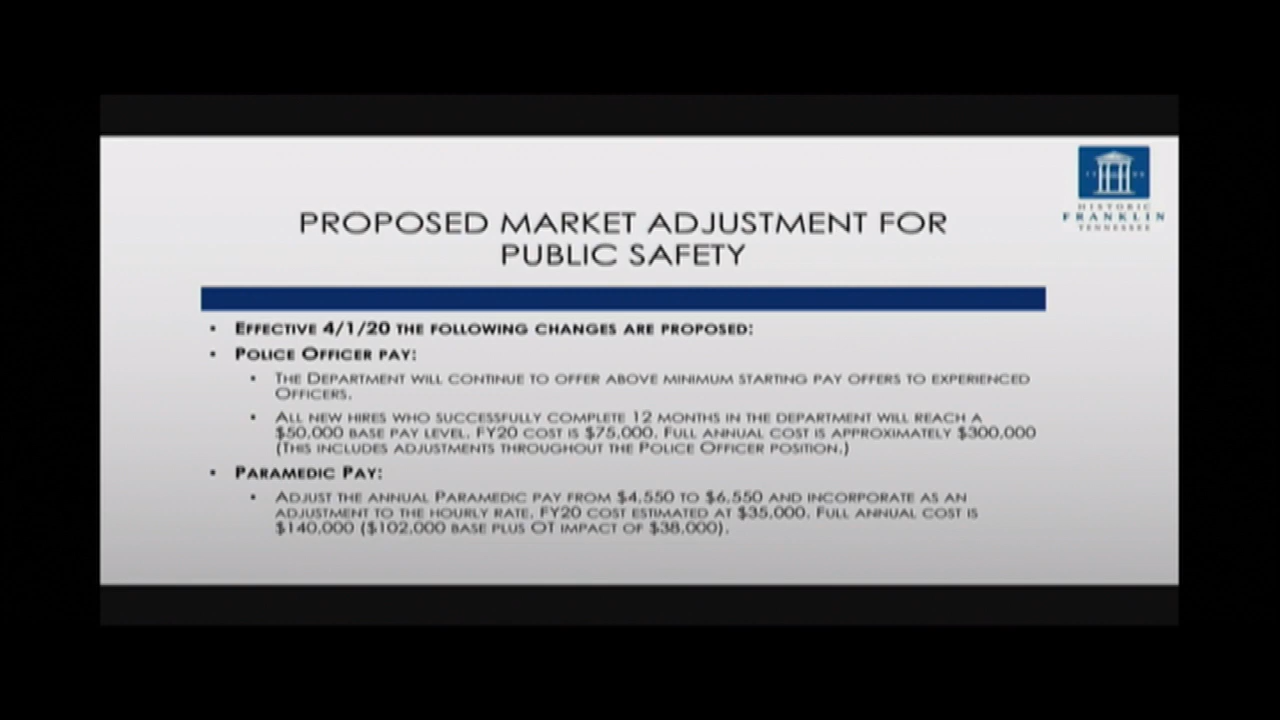 HISTORIC
FRANKLIN
TENNESSEE
PROPOSED MARKET ADJUSTMENT FOR
PUBLIC SAFETY
• EFFECTIVE 4/1/20 THE FOLLOWING CHANGES ARE PROPOSED:
• POLICE OFFICER PAY:
• THE DEPARTMENT WILL CONTINUE TO OFFER ABOVE MINIMUM STARTING PAY OFFERS TO EXPERIENCED
OFFICERS.
• ALL NEW HIRES WHO SUCCESSFULLY COMPLETE 12 MONTHS IN THE DEPARTMENT WILL REACH A
$50,000 BASE PAY LEVEL. FY20 COST IS $75,000. FULL ANNUAL COST IS APPROXIMATELY $300,000
(THIS INCLUDES ADJUSTMENTS THROUGHOUT THE POLICE OFFICER POSITION.)
• PARAMEDIC PAY:
• ADJUST THE ANNUAL PARAMEDIC PAY FROM $4,550 TO $6,550 AND INCORPORATE AS AN
ADJUSTMENT TO THE HOURLY RATE. FY20 COST ESTIMATED AT $35,000. FULL ANNUAL COST IS
$140,000 ($102,000 BASE PLUS OT IMPACT OF $38,000).